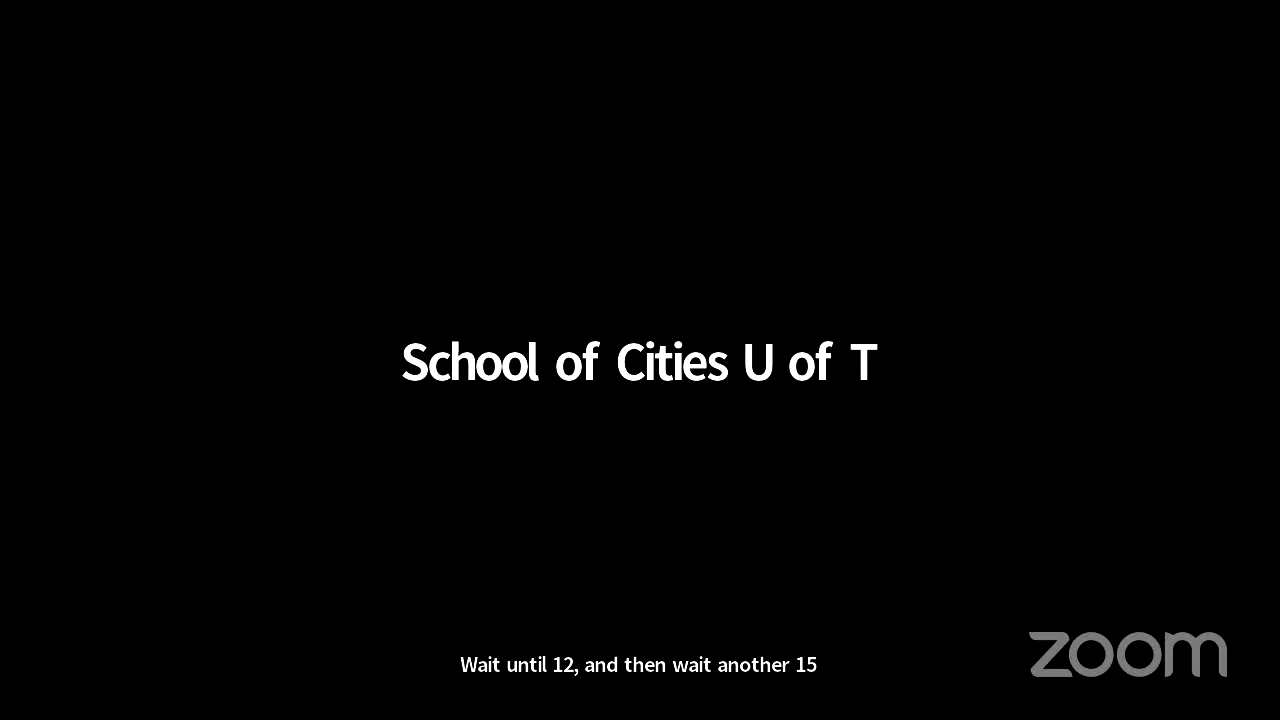 School of Cities U of T
Wait until 12, and then wait another 15
zoom